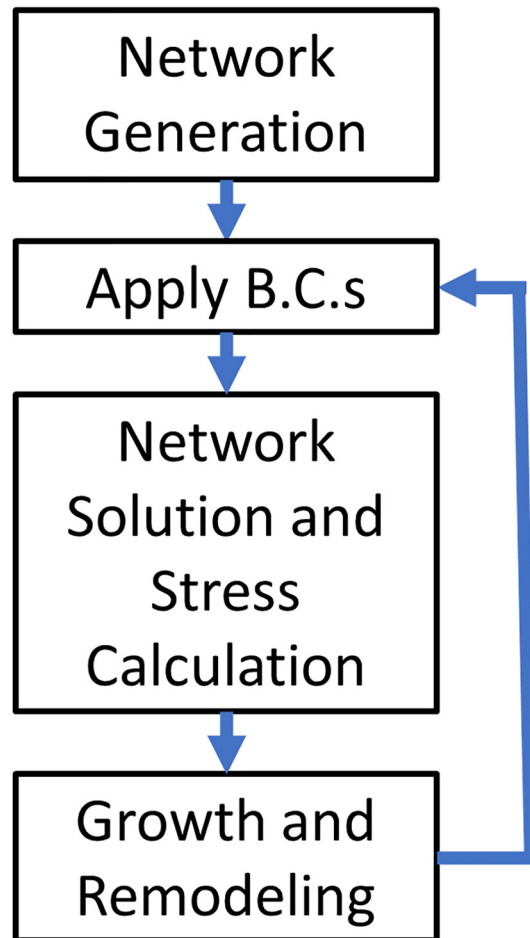 Network
Generation
Apply B.C.s
Network
Solution and
Stress
Calculation
Growth and
Remodeling